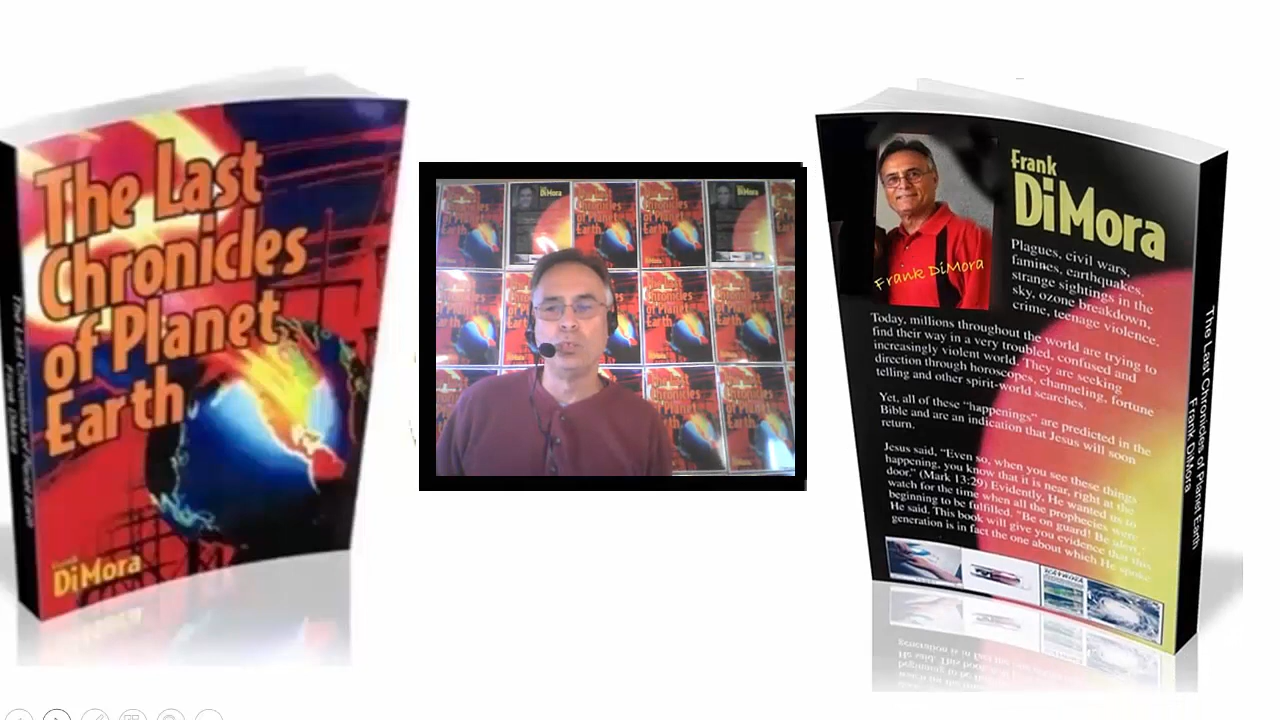 The Last
Chronicles
of Planet
Earth
DiMora
The Last Chronicles of Planet Earth
Frank DiMora
DiMora
Frank
DiMora
Frank DiMora
Plagues, civil wars,
famines, earthquakes,
strange sightings in the
sky, ozone breakdown,
crime, teenage violence.
Today, millions throughout the world are trying to
find their way in a very troubled, confused and
increasingly violent world. They are seeking
direction through horoscopes, channeling, fortune
telling and other spirit-world searches.
Yet, all of these “happenings” are predicted in the
Bible and are an indication that Jesus will soon
return.
Jesus said, “Even so, when you see these things
happening, you know that it is near, right at the
door.” (Mark 13:29) Evidently, He wanted us to
watch for the time when all the prophecies were
beginning to be fulfilled. “Be on guard! Be alert,”
He said. This book will give you evidence that this
generation is in fact the one about which He spoke
The Last Chronicles of Planet Earth
Frank DiMora